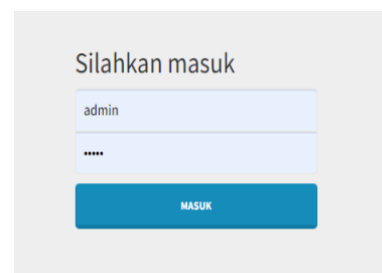 Silahkan masuk
admin
•••••
MASUK